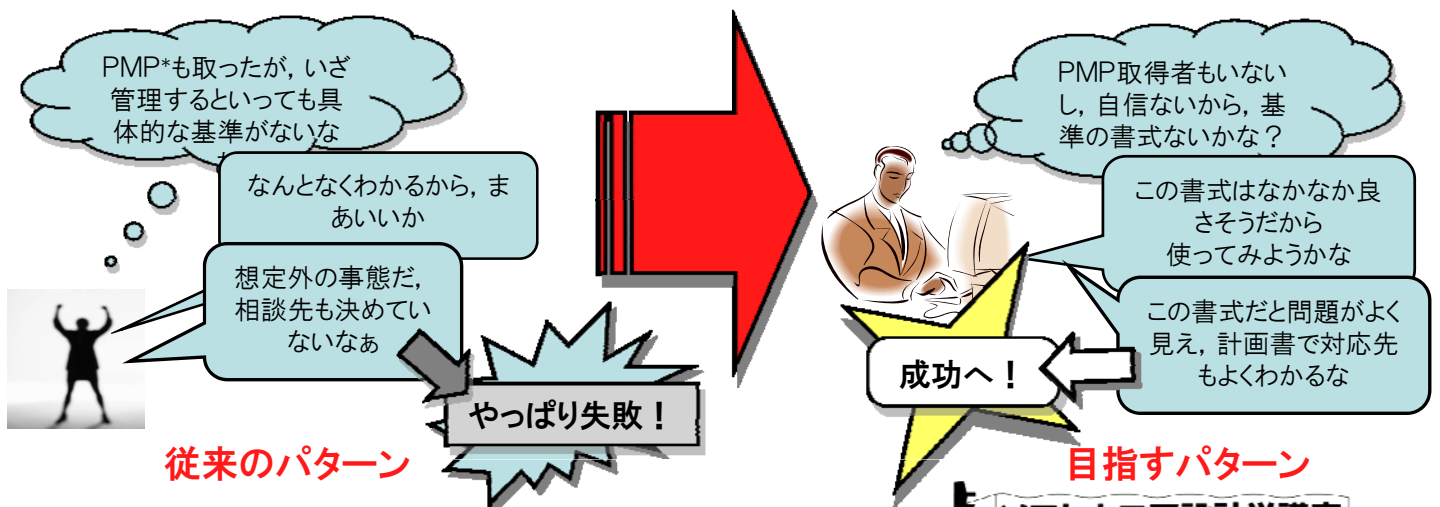 PMP*も取ったが，いざ
管理するといっても具
体的な基準がないな
なんとなくわかるから，ま
あいいか
想定外の事態だ，
相談先も決めてい
ないなぁ
やっぱり失敗！
従来のパターン
PMP取得者もいない
し，自信ないから，基
準の書式ないかな？
この書式はなかなか良
さそうだから
使ってみようかな
この書式だと問題がよく
見え，計画書で対応先
もよくわかるな
成功へ！
目指すパターン